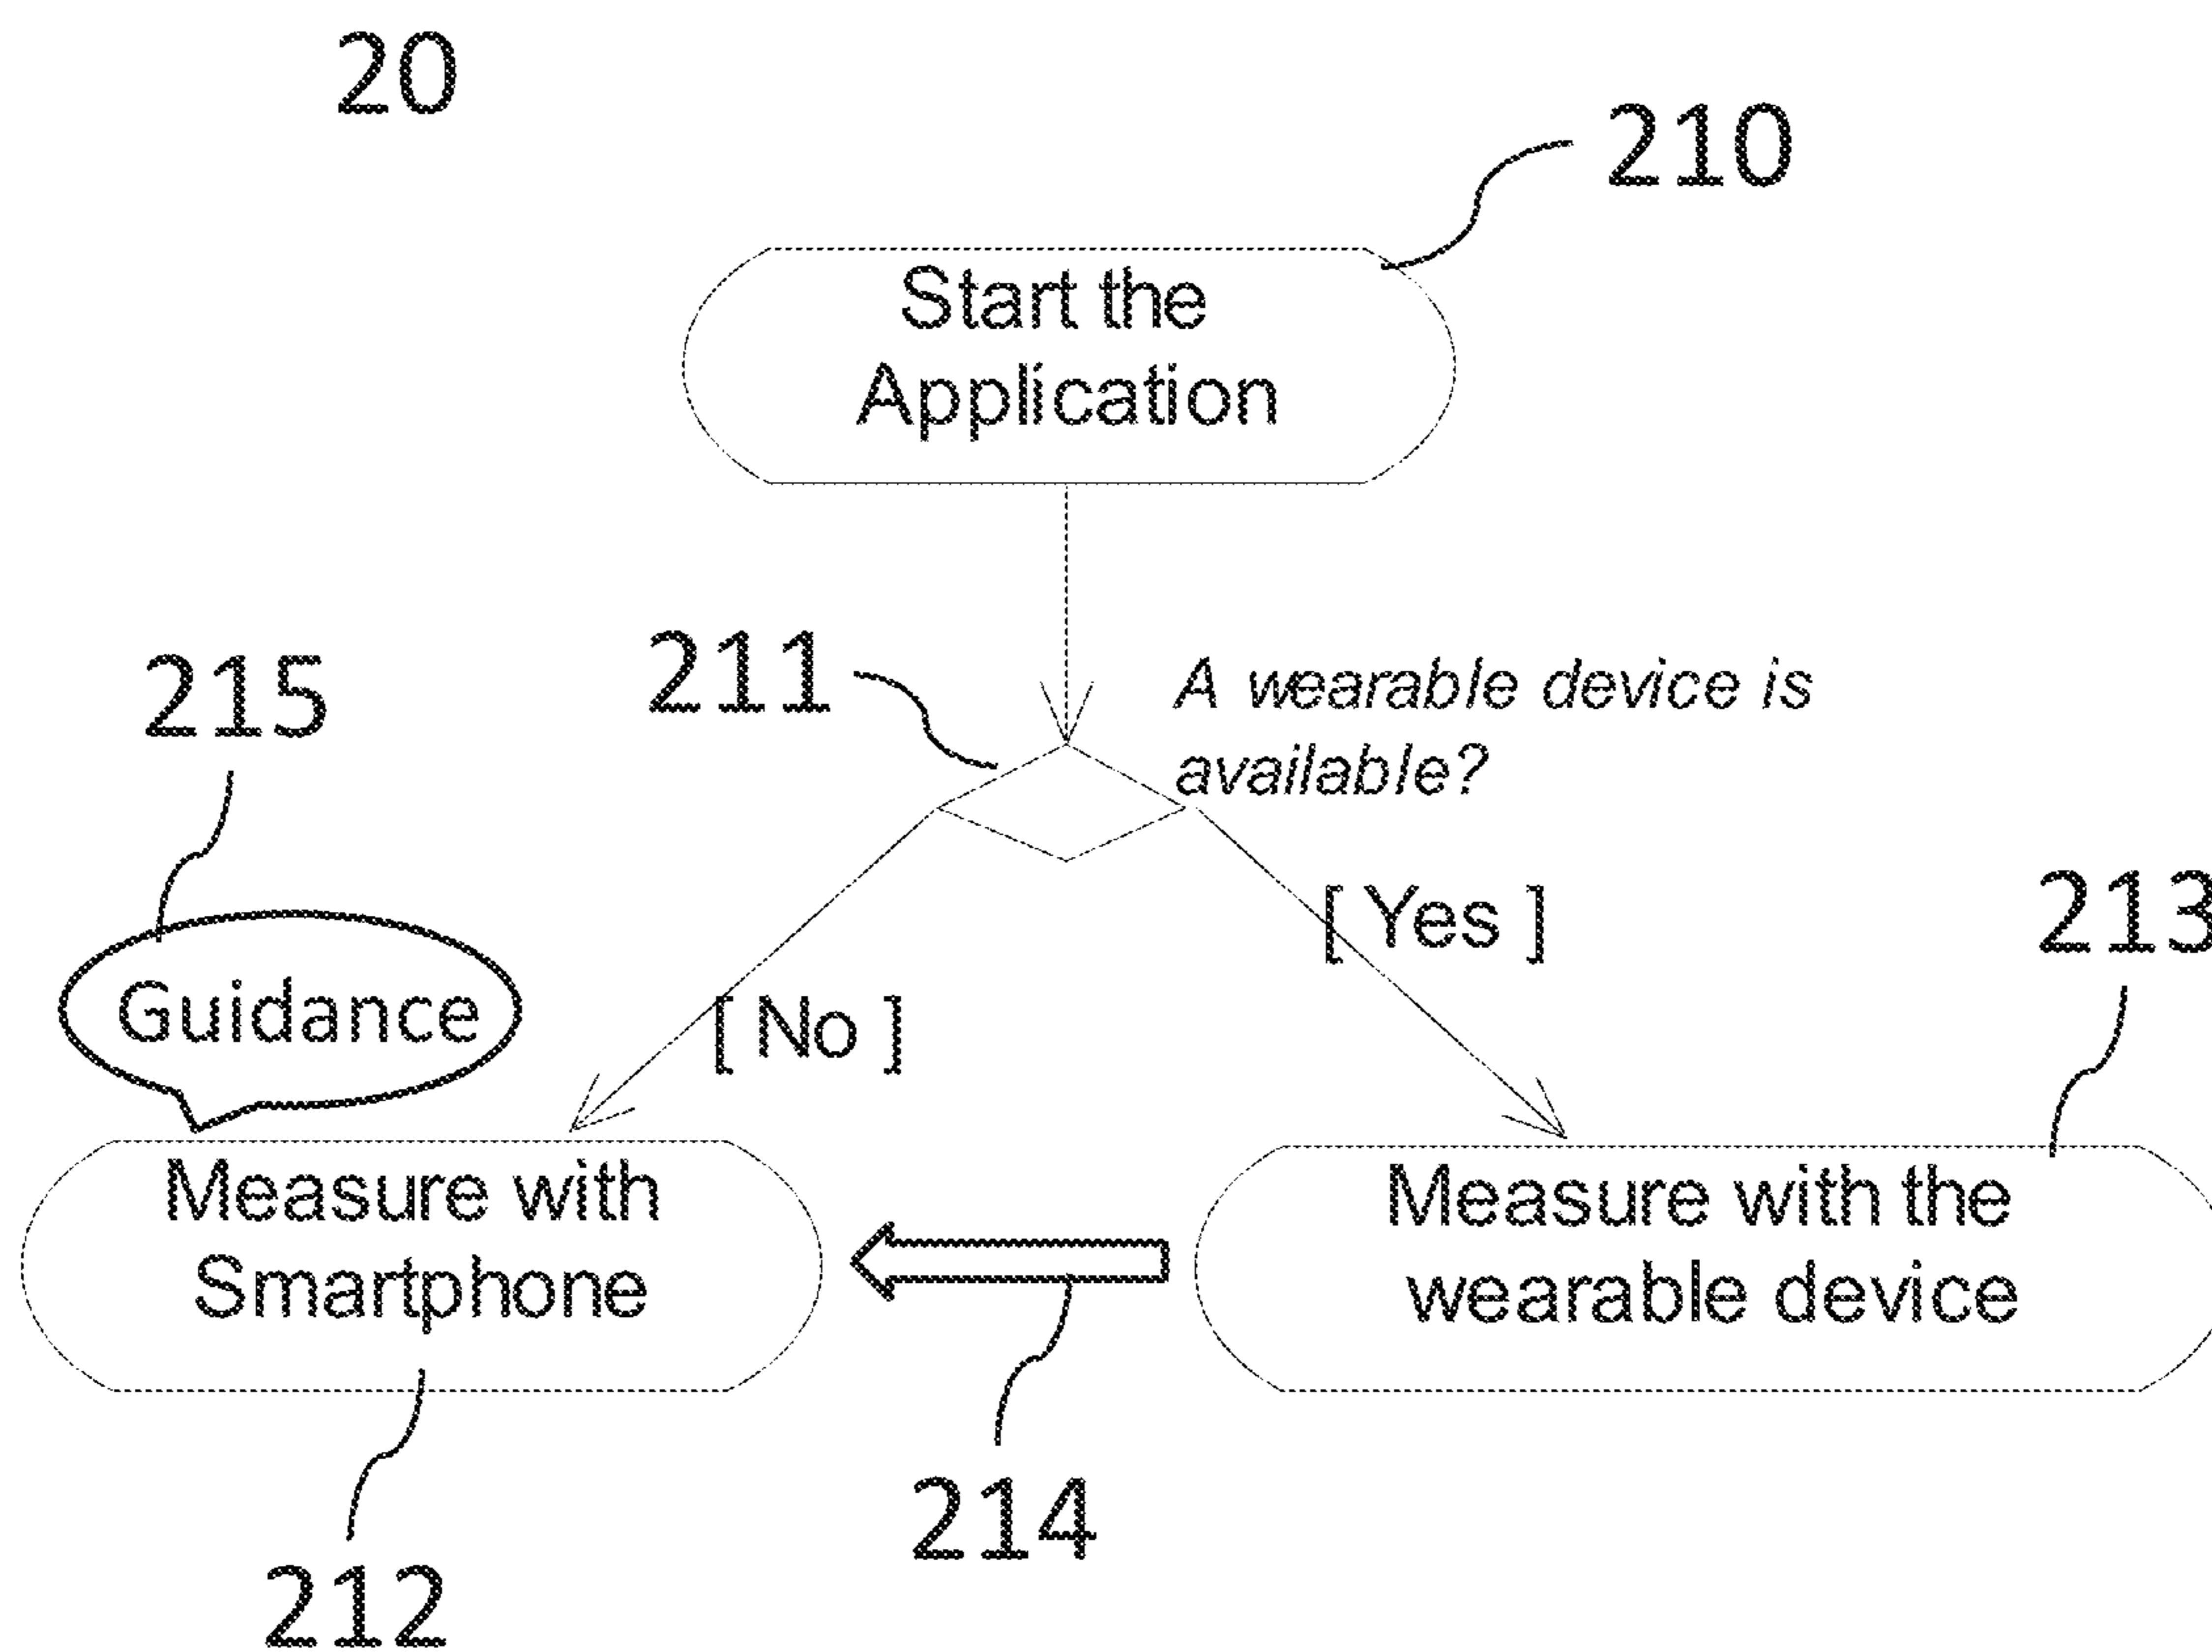 20
210
Start the
Application
211
A wearable device is
available?
215
[ Yes ]
213
Guidance
[ No ]
Measure with
Smartphone
Measure with the
wearable device
214
212